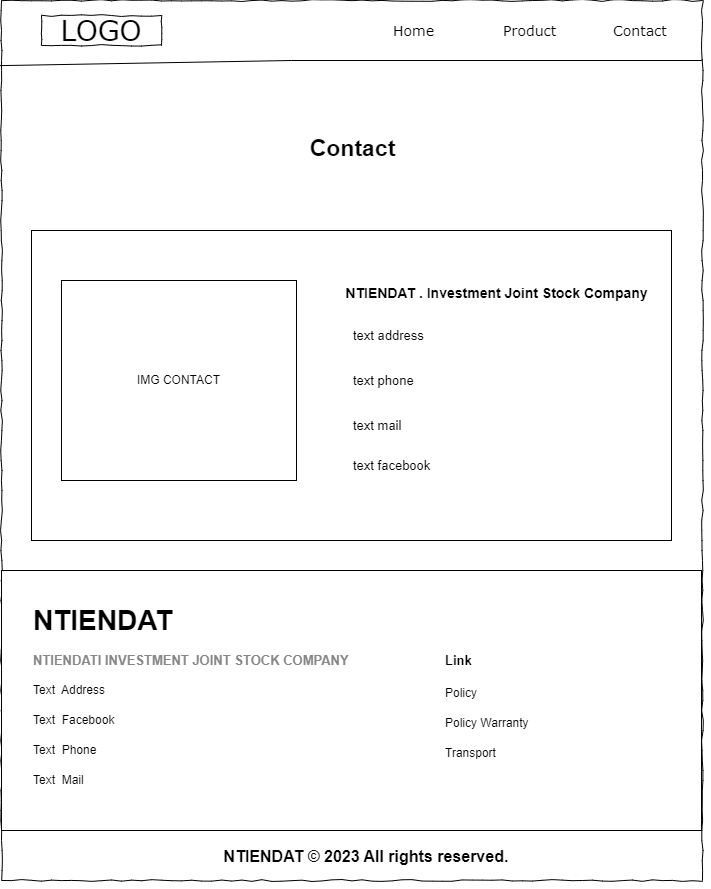 LOGO
Home
Product
Contact
Contact
IMG CONTACT
NTIENDAT . Investment Joint Stock Company
text address
text phone
text mail
text facebook
NTIENDAT
NTIENDATI INVESTMENT JOINT STOCK COMPANY
Text Address
Text Facebook
Text Phone
Text Mail
Link
Policy
Policy Warranty
Transport
NTIENDAT © 2023 All rights reserved.